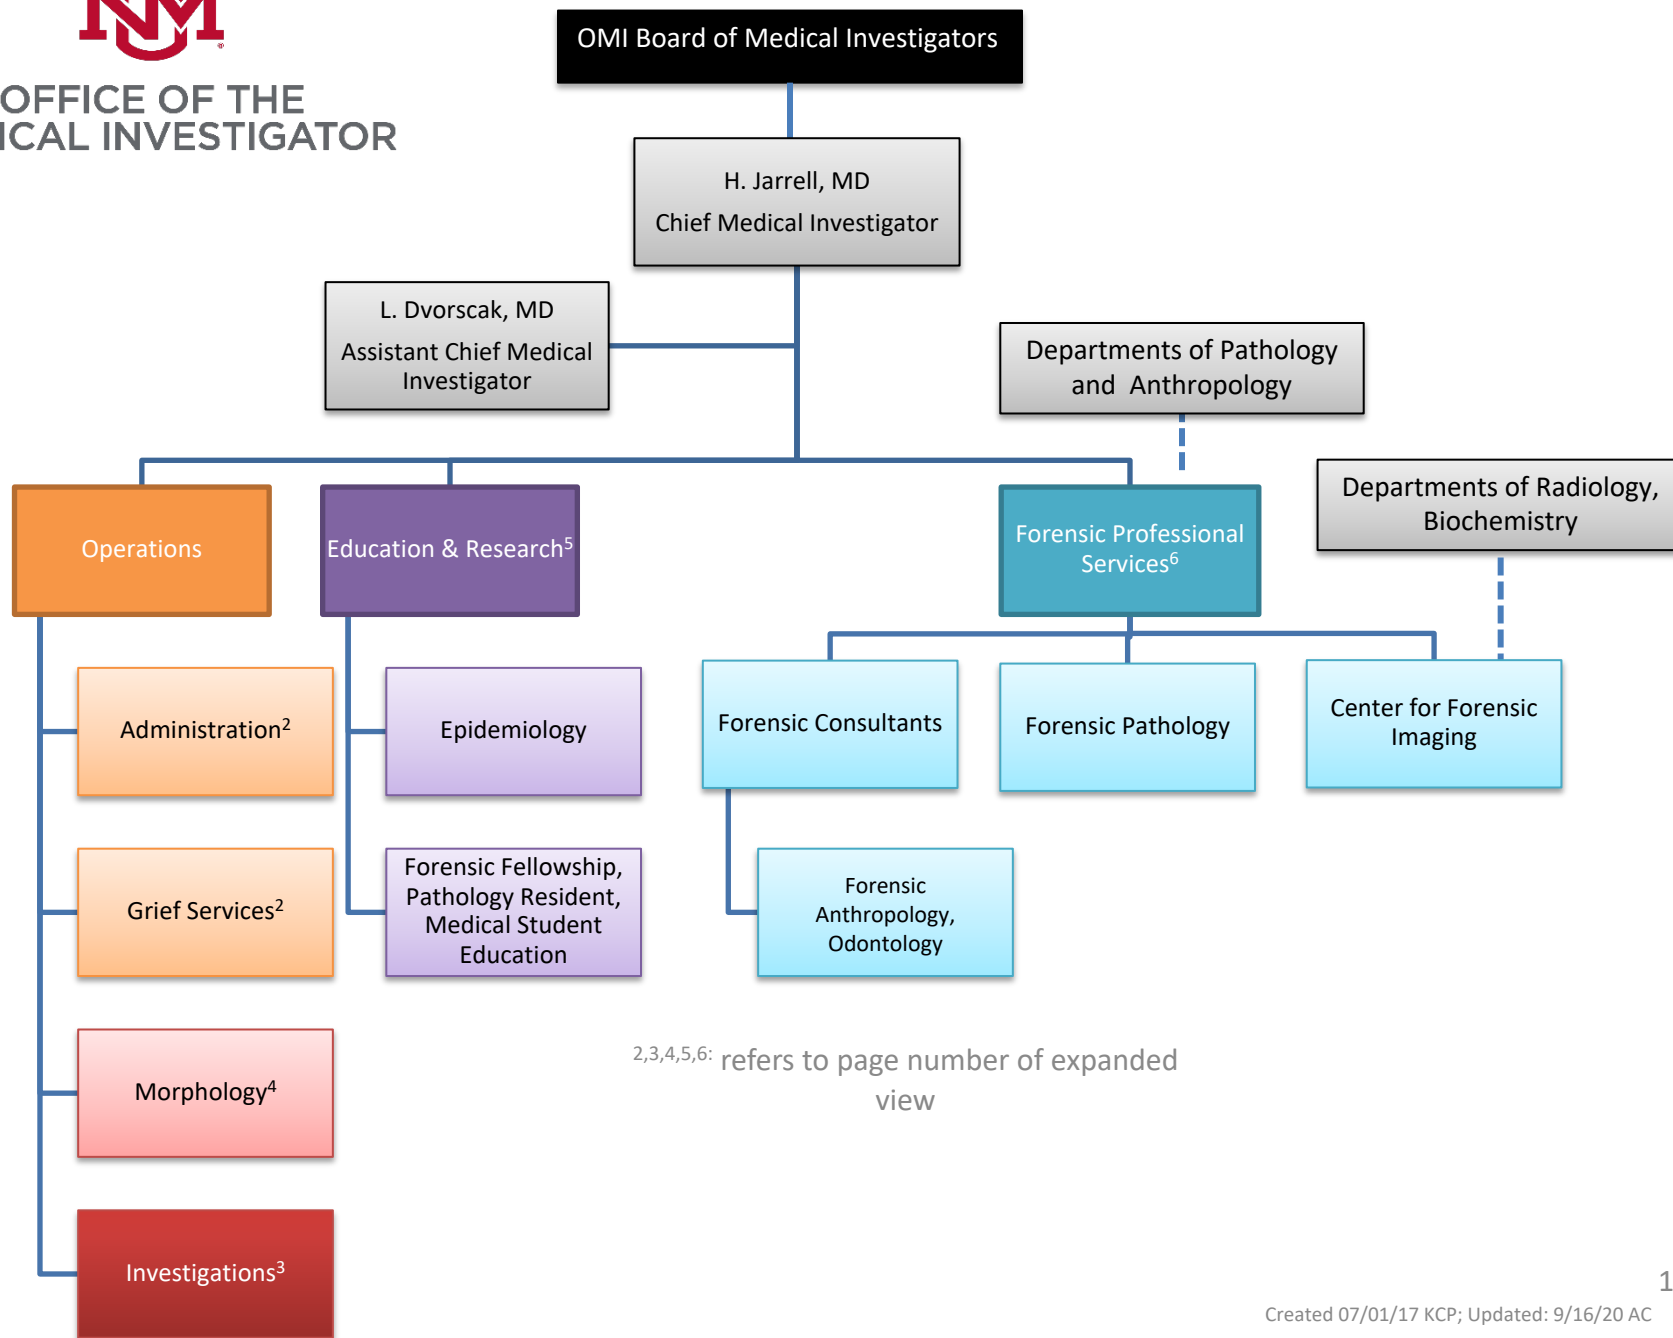 NM
®
OFFICE OF THE
ICAL INVESTIGATOR
OMI Board of Medical Investigators
H. Jarrell, MD
Chief Medical Investigator
L. Dvorscak, MD
Assistant Chief Medical
Investigator
Departments of Pathology
and Anthropology
Departments of Radiology,
Biochemistry
Operations
Education & Research⁵
Forensic Professional
Services⁶
Administration²
Epidemiology
Forensic Consultants
Forensic Pathology
Center for Forensic
Imaging
Grief Services²
Forensic Fellowship,
Pathology Resident,
Medical Student
Education
Forensic
Anthropology,
Odontology
Morphology⁴
2,3,4,5,6: refers to page number of expanded
view
Investigations³
1
Created 07/01/17 KCP; Updated: 9/16/20 AC